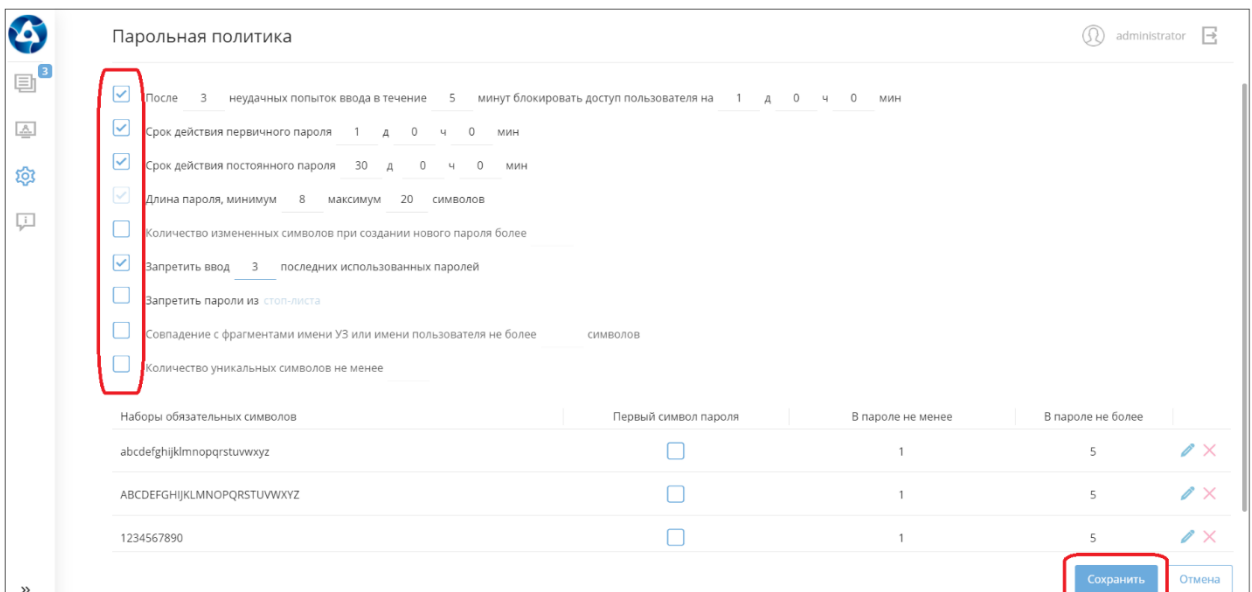 Парольная политика
administrator
3
После 3 неудачных попыток ввода в течение 5 минут блокировать доступ пользователя на 1 д 0 ч 0 мин
Срок действия первичного пароля 1 д 0 ч 0 мин
Срок действия постоянного пароля 30 д 0 ч 0 мин
Длина пароля, минимум 8 максимум 20 символов
Количество измененных символов при создании нового пароля более
Запретить ввод 3 последних использованных паролей
Запретить пароли из стоп-листа
Совпадение с фрагментами имени УЗ или имени пользователя не более символов
Количество уникальных символов не менее
Наборы обязательных символов Первый символ пароля В пароле не менее В пароле не более
abcdefghijklmnopqrstuvwxyz 1 5
ABCDEFGHIJKLMNOPQRSTUVWXYZ 1 5
1234567890 1 5
Сохранить Отмена
»